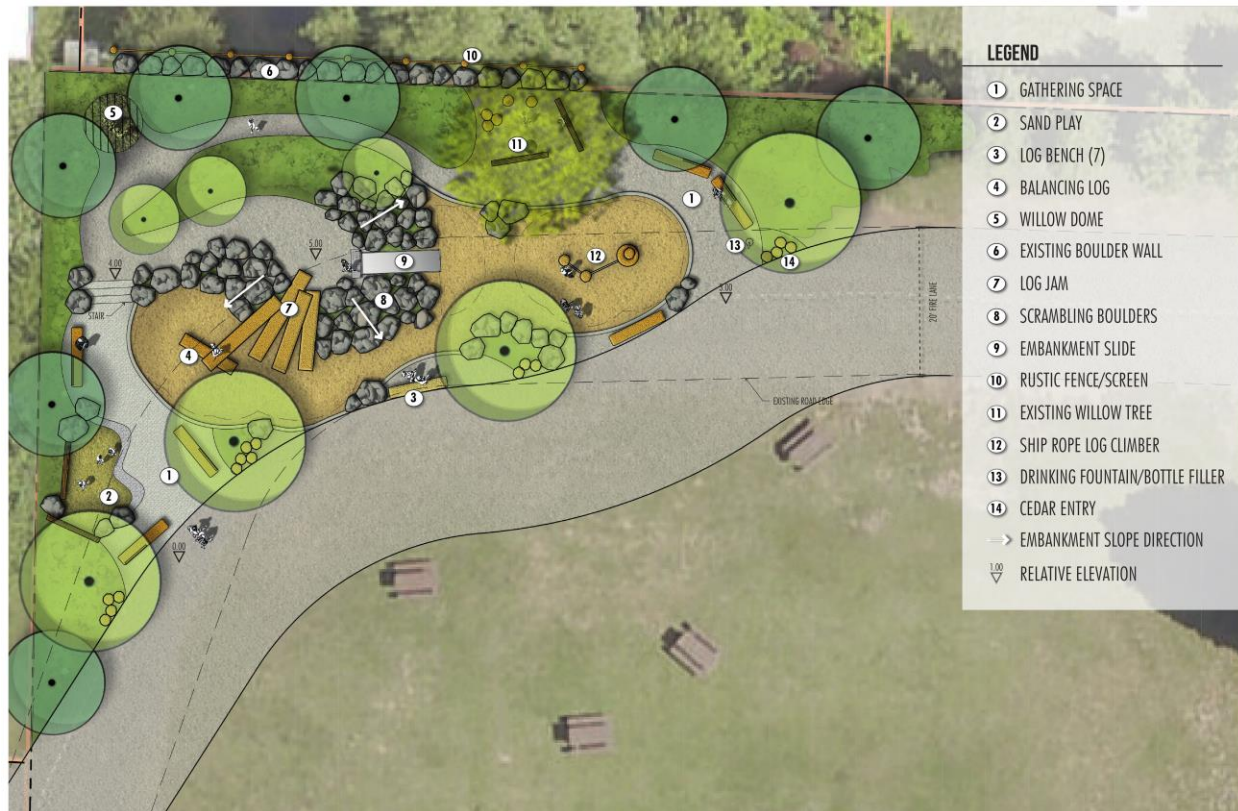 LEGEND
1 GATHERING SPACE
2 SAND PLAY
3 LOG BENCH (7)
4 BALANCING LOG
5 WILLOW DOME
6 EXISTING BOULDER WALL
7 LOG JAM
8 SCRAMBLING BOULDERS
9 EMBANKMENT SLIDE
10 RUSTIC FENCE/SCREEN
11 EXISTING WILLOW TREE
12 SHIP ROPE LOG CLIMBER
13 DRINKING FOUNTAIN/BOTTLE FILLER
14 CEDAR ENTRY
EMBANKMENT SLOPE DIRECTION
1.00 RELATIVE ELEVATION
10
6
5
11
1
13
14
12
5.00
4.00
9
8
7
STAIR
4
3
3.00
20' FIRE LANE
EXISTING ROAD EDGE
1
2
0.00